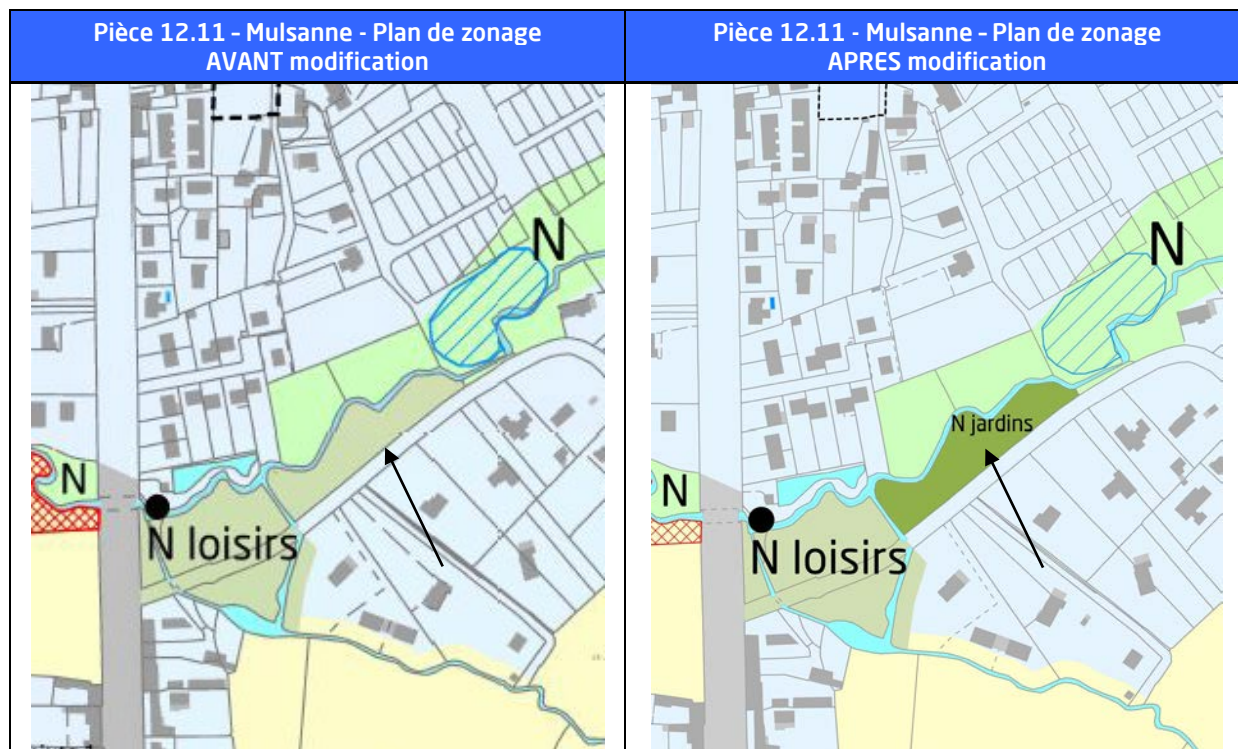 Pièce 12.11 – Mulsanne - Plan de zonage
AVANT modification
Pièce 12.11 - Mulsanne – Plan de zonage
APRES modification
N
N
N loisirs
N
N jardins
N
N loisirs